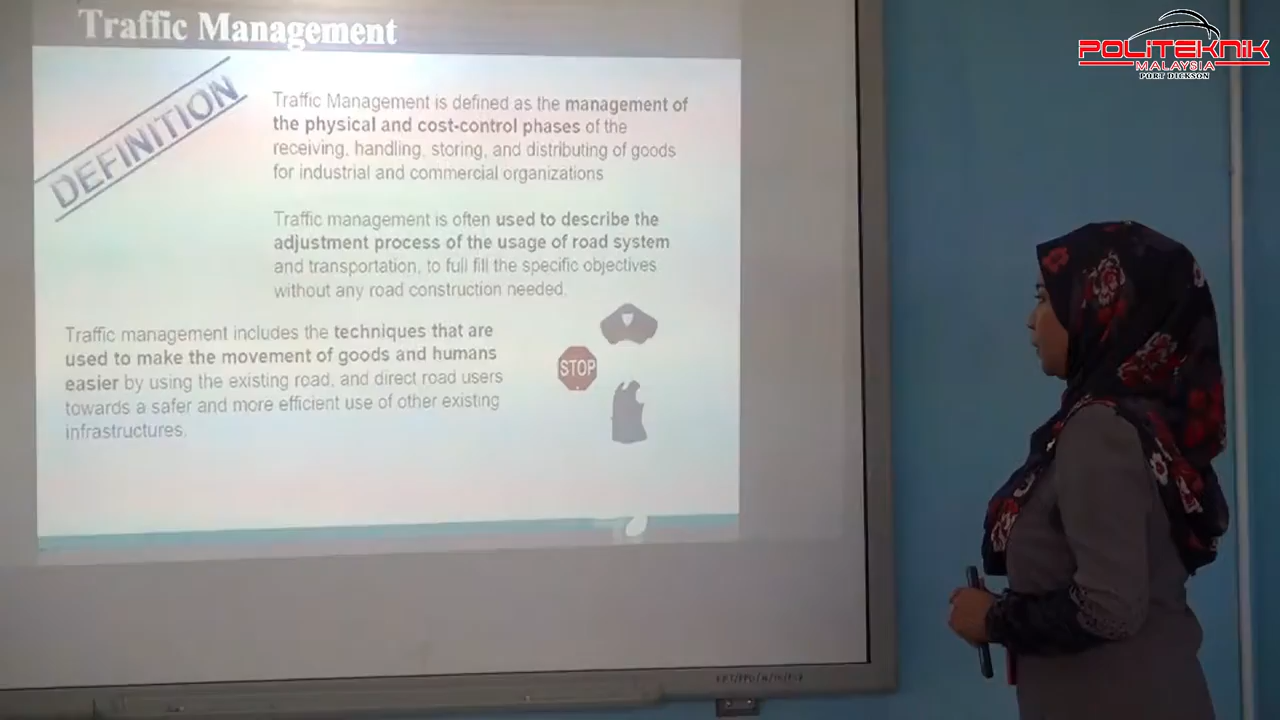 Traffic Management
POLITEKNIK
MALAYSIA
PORT DICKSON
DEFINITION
Traffic Management is defined as the management of
the physical and cost-control phases of the
receiving, handling, storing, and distributing of goods
for industrial and commercial organizations
Traffic management is often used to describe the
adjustment process of the usage of road system
and transportation, to full fill the specific objectives
without any road construction needed.
Traffic management includes the techniques that are
used to make the movement of goods and humans
easier by using the existing road, and direct road users
towards a safer and more efficient use of other existing
infrastructures.
STOP